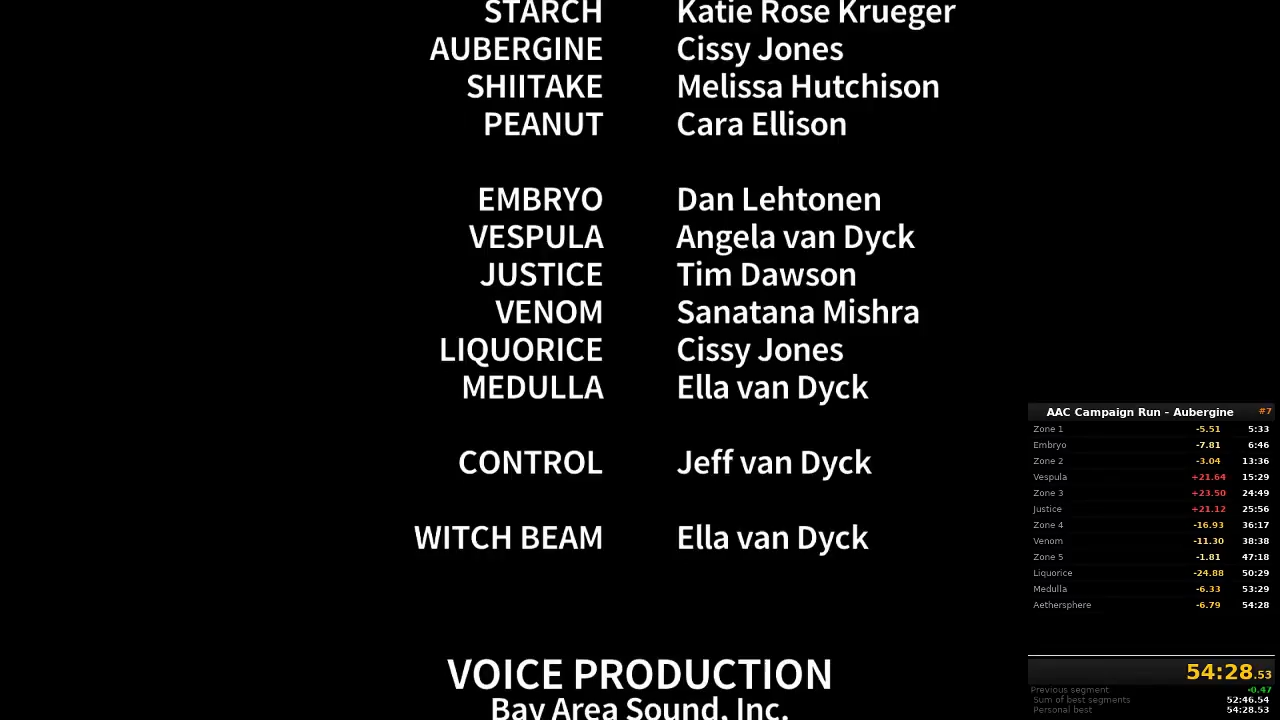 STARCH Katie Rose Krueger
AUBERGINE Cissy Jones
SHIITAKE Melissa Hutchison
PEANUT Cara Ellison
EMBRYO Dan Lehtonen
VESPULA Angela van Dyck
JUSTICE Tim Dawson
VENOM Sanatana Mishra
LIQUORICE Cissy Jones
MEDULLA Ella van Dyck
CONTROL Jeff van Dyck
WITCH BEAM Ella van Dyck
VOICE PRODUCTION
Bay Area Sound, Inc.
AAC Campaign Run - Aubergine #7
Zone 1 -5.51 5:33
Embryo -7.81 6:46
Zone 2 -3.04 13:36
Vespula +21.64 15:29
Zone 3 +23.50 24:49
Justice +21.12 25:56
Zone 4 -16.93 36:17
Venom -11.30 38:38
Zone 5 -1.81 47:18
Liquorice -24.88 50:29
Medulla -6.33 53:29
Aethersphere -6.79 54:28
54:28.53
Previous segment -0.47
Sum of best segments 52:46.54
Personal best 54:28.53